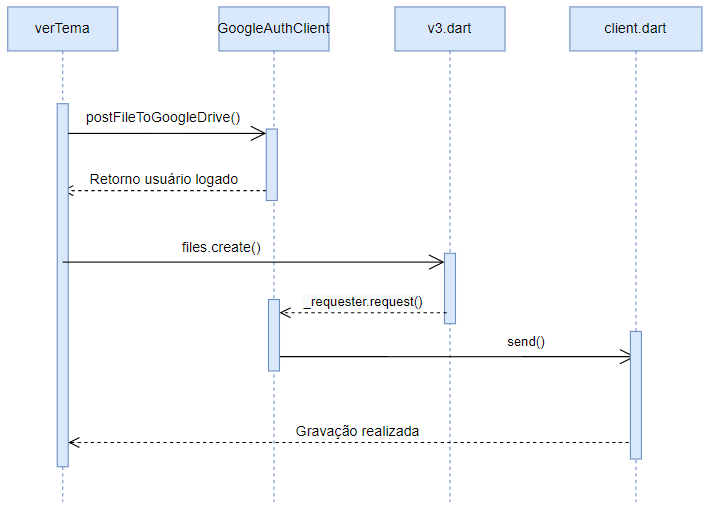 verTema
GoogleAuthClient
v3.dart
client.dart
postFileToGoogleDrive()
Retorno usuário logado
files.create()
_requester.request()
send()
Gravação realizada